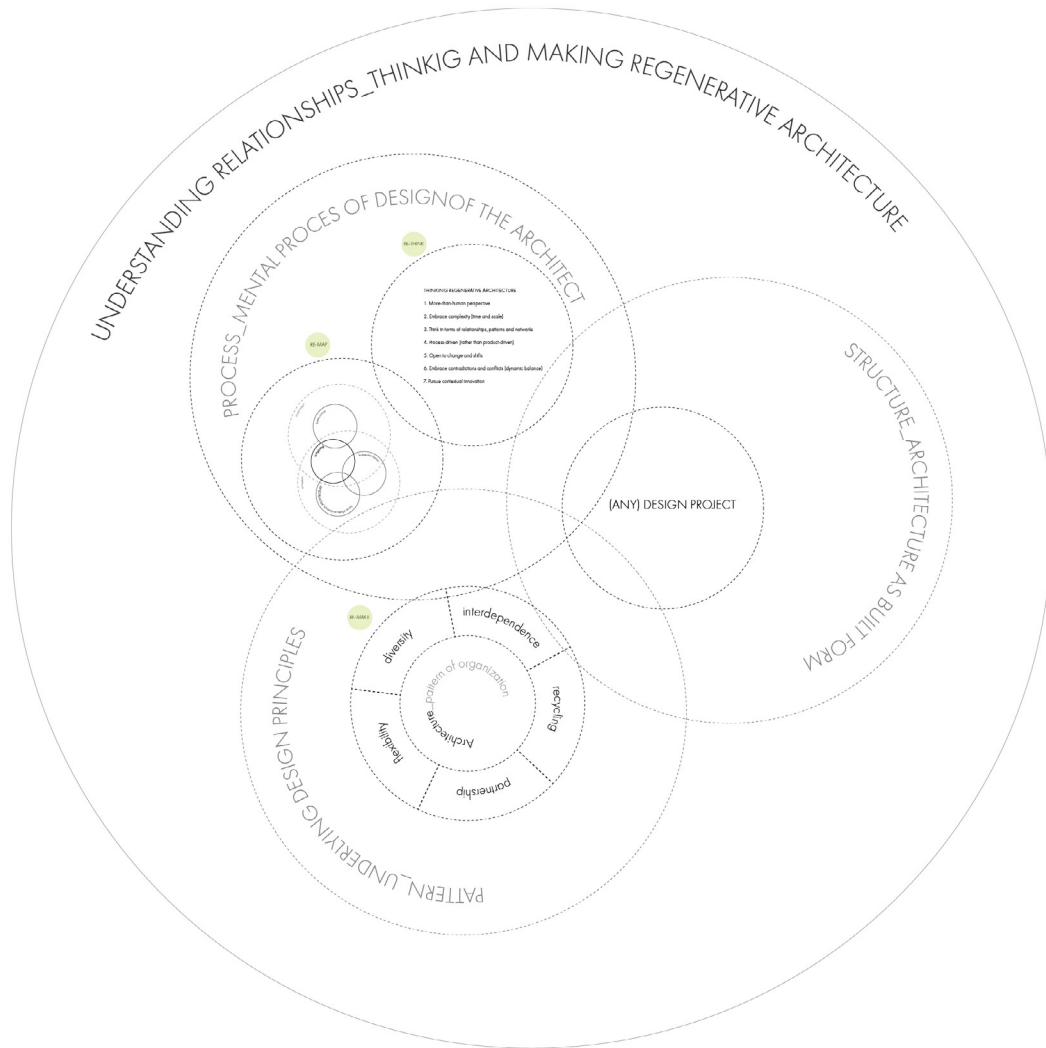 UNDERSTANDING RELATIONSHIPS_THINKIG AND MAKING REGENERATIVE ARCHITECTURE
PROCESS_MENTAL PROCES OF DESIGNOF THE ARCHITECT
RE-THINK
THINKING REGENERATIVE ARCHITECTURE
1. More-than-human perspective
2. Embrace complexity (time and scale)
3. Think in terms of relationships, patterns and networks
4. Process-driven (rather than product-driven)
5. Open to change and shifts
6. Embrace contradictions and conflicts (dynamic balance)
7. Pursue contextual innovation
RE-MAP
STRUCTURE_ARCHITECTURE AS BUILT FORM
(ANY) DESIGN PROJECT
PATTERN_UNDERLYING DESIGN PRINCIPLES
diversity
interdependence
recycling
partnership
flexibility
Architecture_pattern of organization